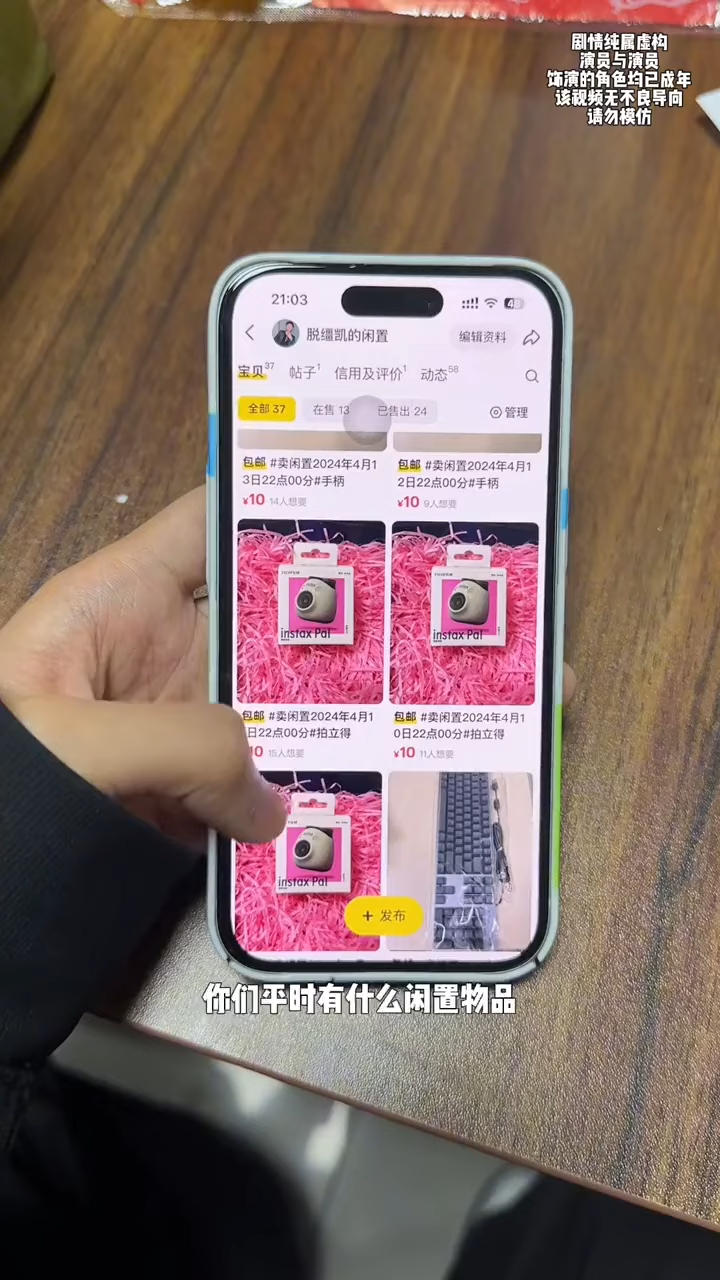 剧情纯属虚构
演员与演员
饰演的角色均已成年
该视频无不良导向
请勿模仿
21:03
脱缰凯的闲置
编辑资料
宝贝37
帖子1
信用及评价1
动态58
全部 37
在售 13
已售出 24
管理
包邮 #卖闲置2024年4月1
3日22点00分#手柄
¥10 14人想要
包邮 #卖闲置2024年4月1
2日22点00分#手柄
¥10 9人想要
instax Pal
instax Pal
包邮 #卖闲置2024年4月1
日22点00分#拍立得
10 15人想要
包邮 #卖闲置2024年4月1
0日22点00分#拍立得
¥10 11人想要
instax Pal
+ 发布
你们平时有什么闲置物品